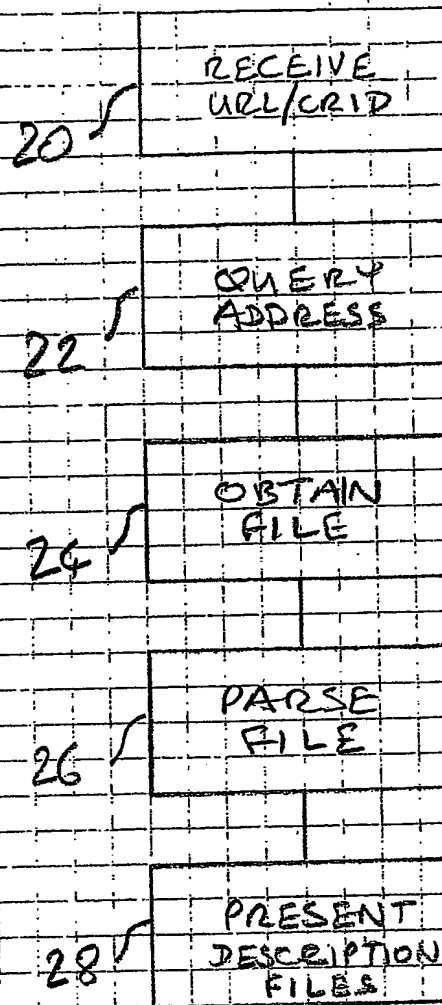 RECEIVE
URL/CRID
20
QUERY
ADDRESS
22
OBTAIN
FILE
24
PARSE
FILE
26
PRESENT
DESCRIPTION
FILES
28